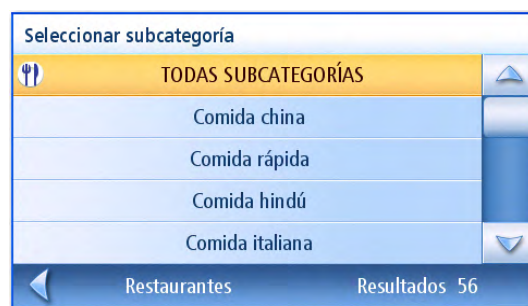 Seleccionar subcategoría
TODAS SUBCATEGORÍAS
Comida china
Comida rápida
Comida hindú
Comida italiana
Restaurantes Resultados 56